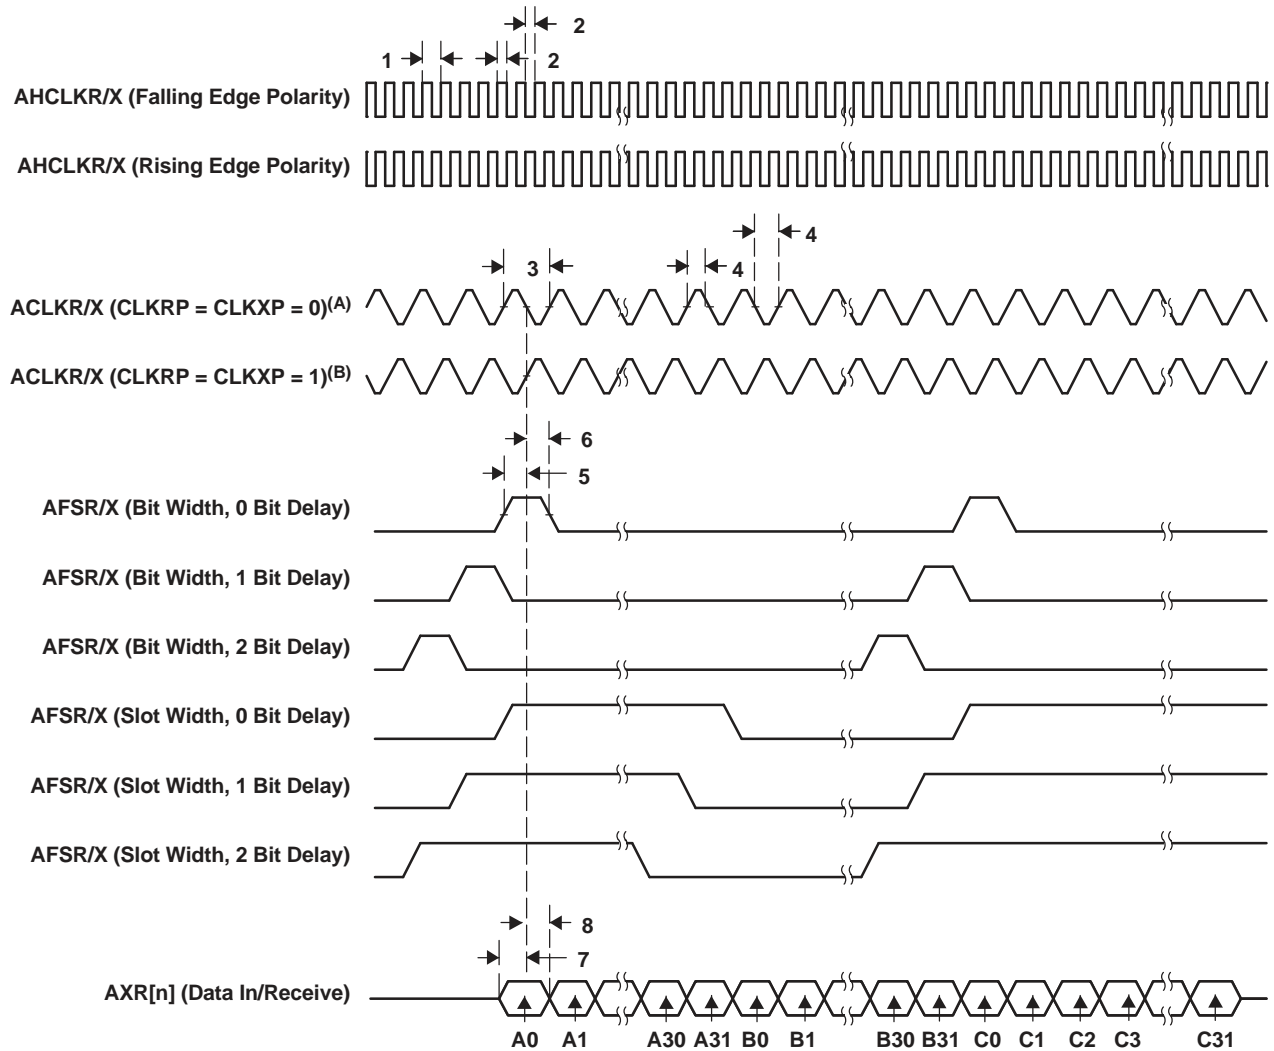 2
1
2
AHCLKR/X (Falling Edge Polarity)
AHCLKR/X (Rising Edge Polarity)
4
3
4
ACLKR/X (CLKRP = CLKXP = 0)(A)
ACLKR/X (CLKRP = CLKXP = 1)(B)
6
5
AFSR/X (Bit Width, 0 Bit Delay)
AFSR/X (Bit Width, 1 Bit Delay)
AFSR/X (Bit Width, 2 Bit Delay)
AFSR/X (Slot Width, 0 Bit Delay)
AFSR/X (Slot Width, 1 Bit Delay)
AFSR/X (Slot Width, 2 Bit Delay)
8
7
AXR[n] (Data In/Receive)
A0 A1 A30 A31 B0 B1 B30 B31 C0 C1 C2 C3 C31